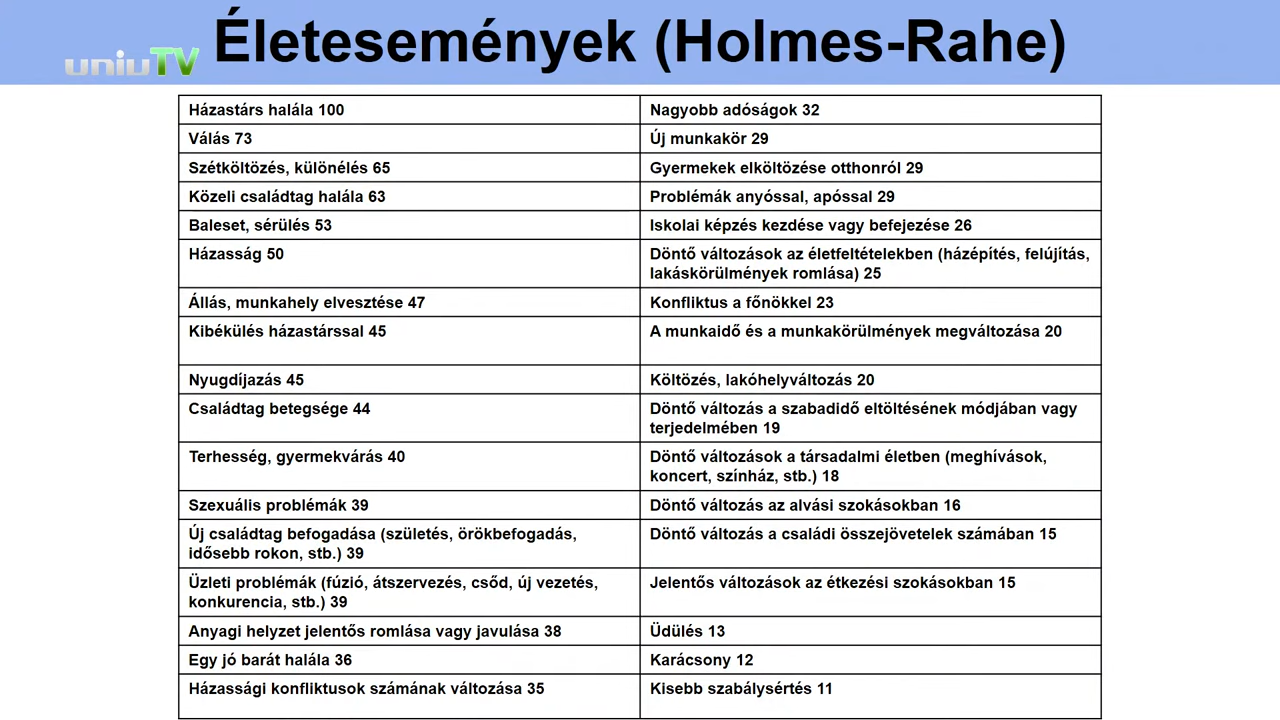 Életesemények (Holmes-Rahe)
uniuTV
Házastárs halála 100
Nagyobb adóságok 32
Válás 73
Új munkakör 29
Szétköltözés, különélés 65
Gyermekek elköltözése otthonról 29
Közeli családtag halála 63
Problémák anyóssal, apóssal 29
Baleset, sérülés 53
Iskolai képzés kezdése vagy befejezése 26
Házasság 50
Döntő változások az életfeltételekben (házépítés, felújítás,
lakáskörülmények romlása) 25
Állás, munkahely elvesztése 47
Konfliktus a főnökkel 23
Kibékülés házastárssal 45
A munkaidő és a munkakörülmények megváltozása 20
Nyugdíjazás 45
Költözés, lakóhelyváltozás 20
Családtag betegsége 44
Döntő változás a szabadidő eltöltésének módjában vagy
terjedelmében 19
Terhesség, gyermekvárás 40
Döntő változások a társadalmi életben (meghívások,
koncert, színház, stb.) 18
Szexuális problémák 39
Döntő változás az alvási szokásokban 16
Új családtag befogadása (születés, örökbefogadás,
idősebb rokon, stb.) 39
Döntő változás a családi összejövetelek számában 15
Üzleti problémák (fúzió, átszervezés, csőd, új vezetés,
konkurencia, stb.) 39
Jelentős változások az étkezési szokásokban 15
Anyagi helyzet jelentős romlása vagy javulása 38
Üdülés 13
Egy jó barát halála 36
Karácsony 12
Házassági konfliktusok számának változása 35
Kisebb szabálysértés 11